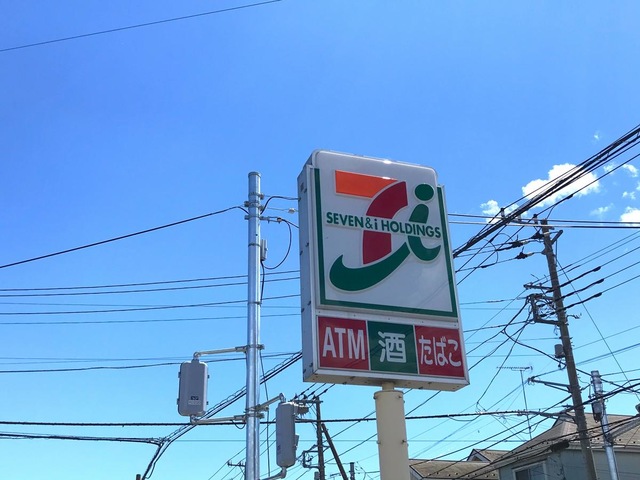 SEVEN&i HOLDINGS
ATM 酒 たばこ